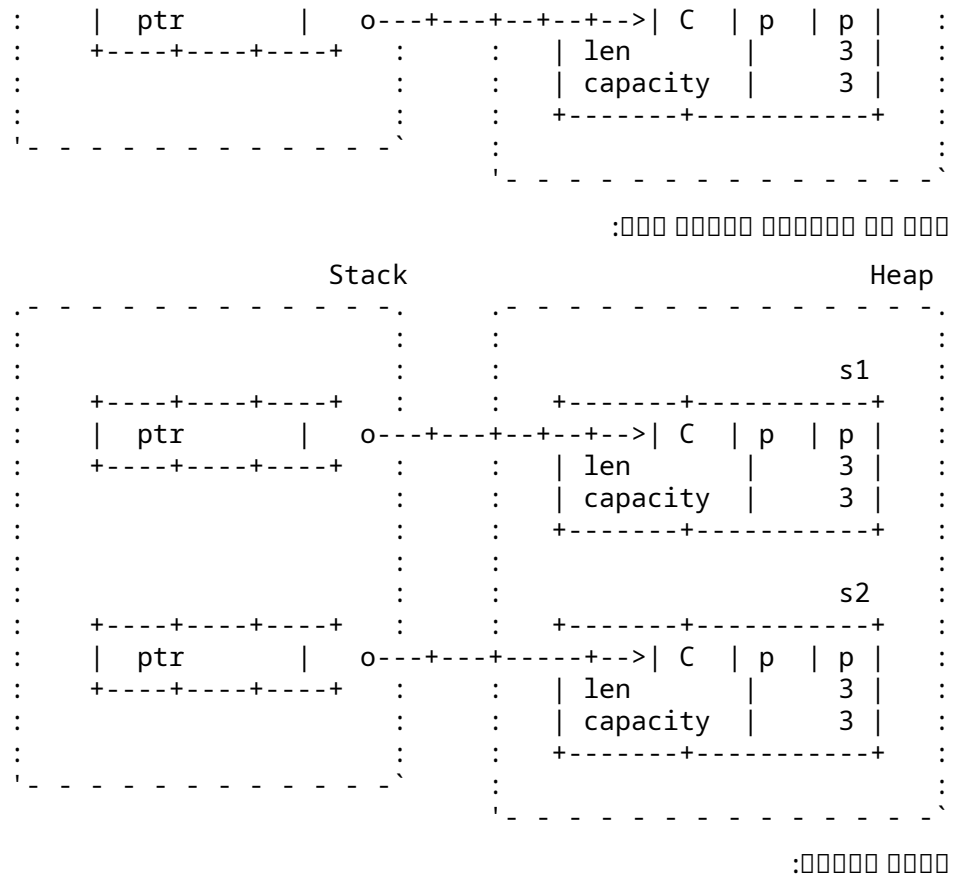 :     |  ptr       |   o---+---+--+--+-->| C  | p  | p |    :
:     +----+----+----+    :      :    | len       |     3 |    :
:                         :      :    | capacity  |     3 |    :
:                         :      :    +-------+-----------+    :
'- - - - - - - - - - - -`      :                            :
                               '- - - - - - - - - - - - - -`
:
                    Stack                             Heap
.- - - - - - - - - - - -.      .- - - - - - - - - - - - - -.
:                         :      :                            :
:                         :      :                     s1     :
:     +----+----+----+    :      :    +-------+-----------+    :
:     |  ptr       |   o---+---+--+--+-->| C  | p  | p |    :
:     +----+----+----+    :      :    | len       |     3 |    :
:                         :      :    | capacity  |     3 |    :
:                         :      :    +-------+-----------+    :
:                         :      :                            :
:                         :      :                     s2     :
:     +----+----+----+    :      :    +-------+-----------+    :
:     |  ptr       |   o---+---+-----+-->| C  | p  | p |    :
:     +----+----+----+    :      :    | len       |     3 |    :
:                         :      :    | capacity  |     3 |    :
:                         :      :    +-------+-----------+    :
'- - - - - - - - - - - -`      :                            :
                               '- - - - - - - - - - - - - -`
: